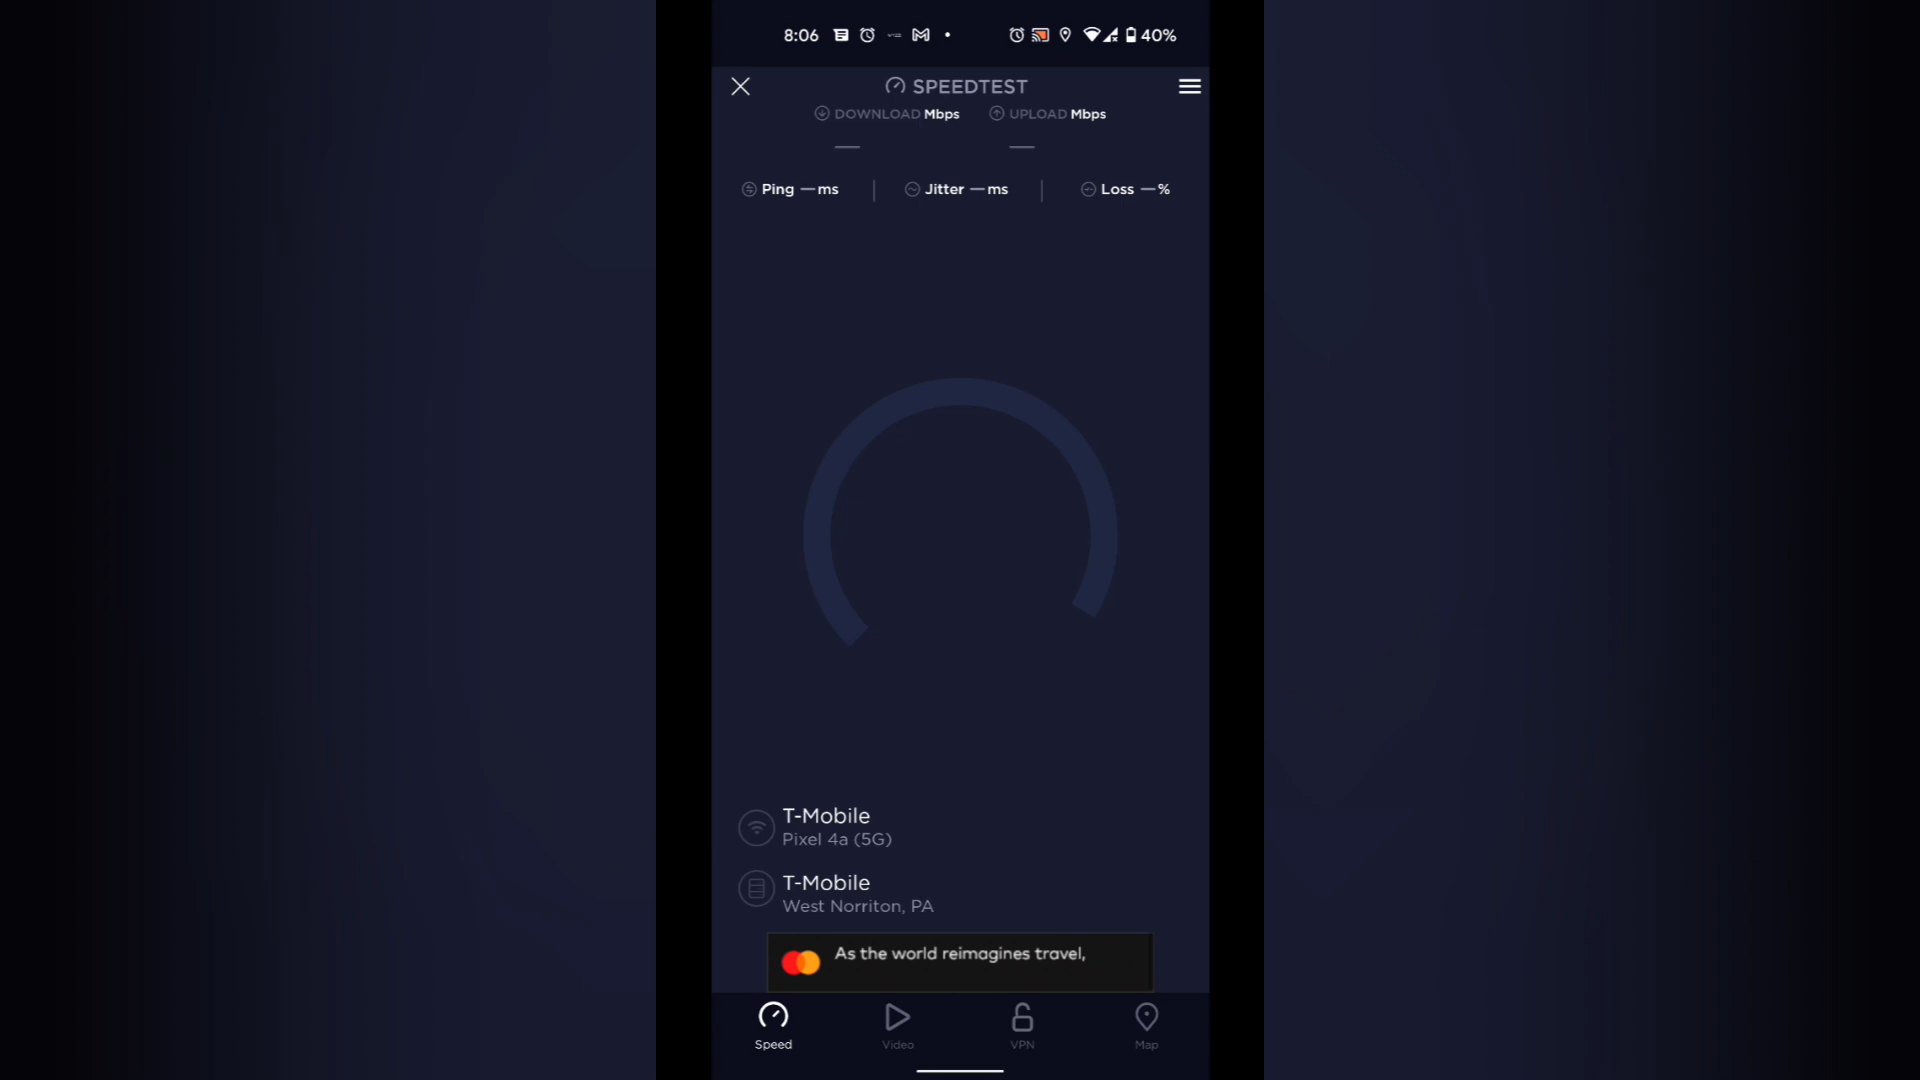 8:06 40%
SPEEDTEST
DOWNLOAD Mbps UPLOAD Mbps
— —
Ping — ms Jitter — ms Loss — %
T-Mobile
Pixel 4a (5G)
T-Mobile
West Norriton, PA
As the world reimagines travel,
Speed Video VPN Map